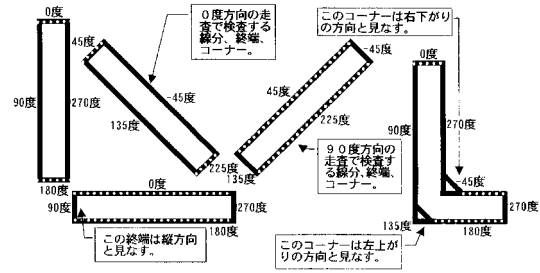 0度
90度
270度
180度
45度
-45度
135度
225度
0度方向の走
査で検査する
線分、終端、
コーナー。
45度
-45度
225度
135度
90度方向の
走査で検査す
る線分、終端、
コーナー。
0度
90度
270度
180度
この終端は縦方向
と見なす。
このコーナーは右下がり
の方向と見なす。
0度
90度
270度
-45度
270度
135度
180度
このコーナーは左上が
りの方向と見なす。